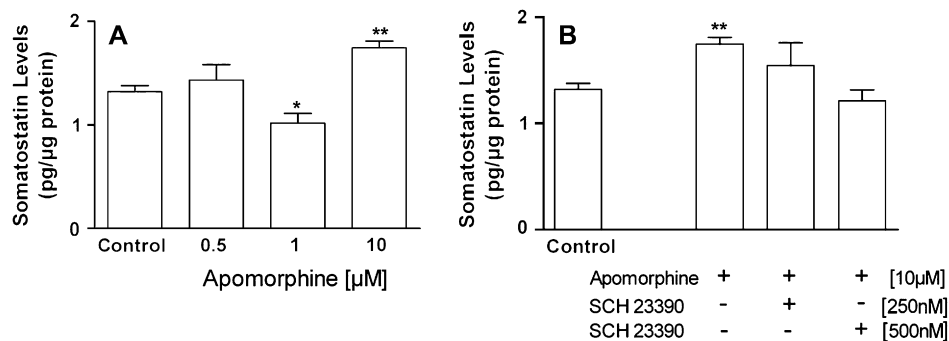 A
Somatostatin Levels
(pg/µg protein)
2
1
0
*
**
Control 0.5 1 10
Apomorphine [µM]
B
Somatostatin Levels
(pg/µg protein)
2
1
0
**
Control
Apomorphine + + + [10µM]
SCH 23390 - + - [250nM]
SCH 23390 - - + [500nM]